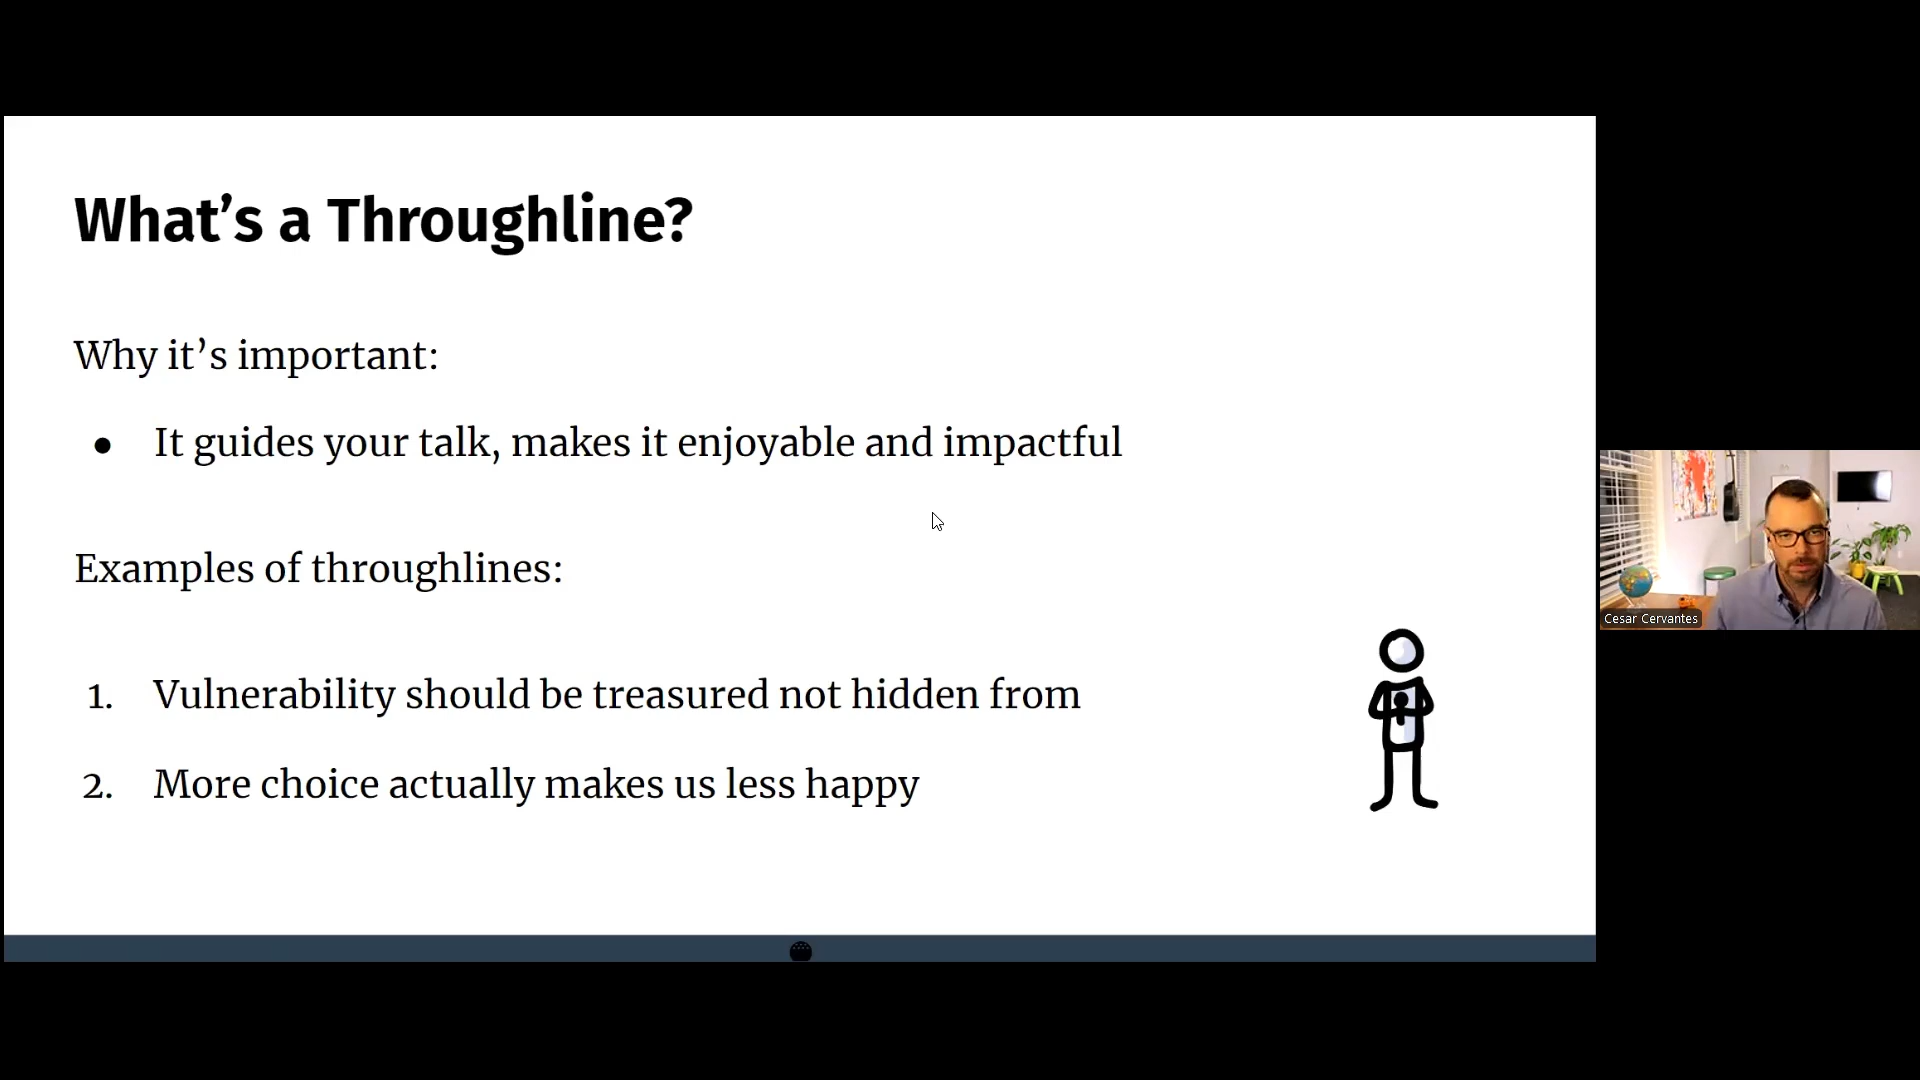 What’s a Throughline?
Why it’s important:
● It guides your talk, makes it enjoyable and impactful
Examples of throughlines:
1. Vulnerability should be treasured not hidden from
2. More choice actually makes us less happy
Cesar Cervantes